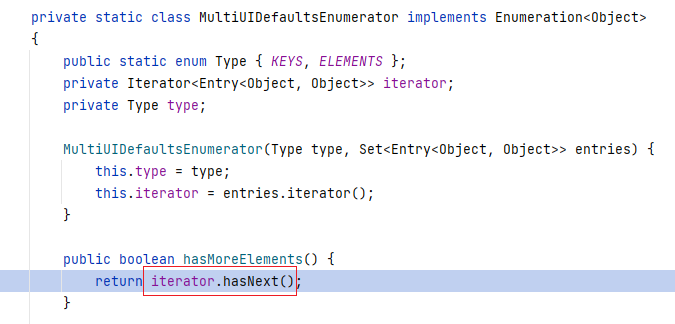 private static class MultiUIDefaultsEnumerator implements Enumeration<Object>
{
public static enum Type { KEYS, ELEMENTS };
private Iterator<Entry<Object, Object>> iterator;
private Type type;
MultiUIDefaultsEnumerator(Type type, Set<Entry<Object, Object>> entries) {
this.type = type;
this.iterator = entries.iterator();
}
public boolean hasMoreElements() {
return iterator.hasNext();
}